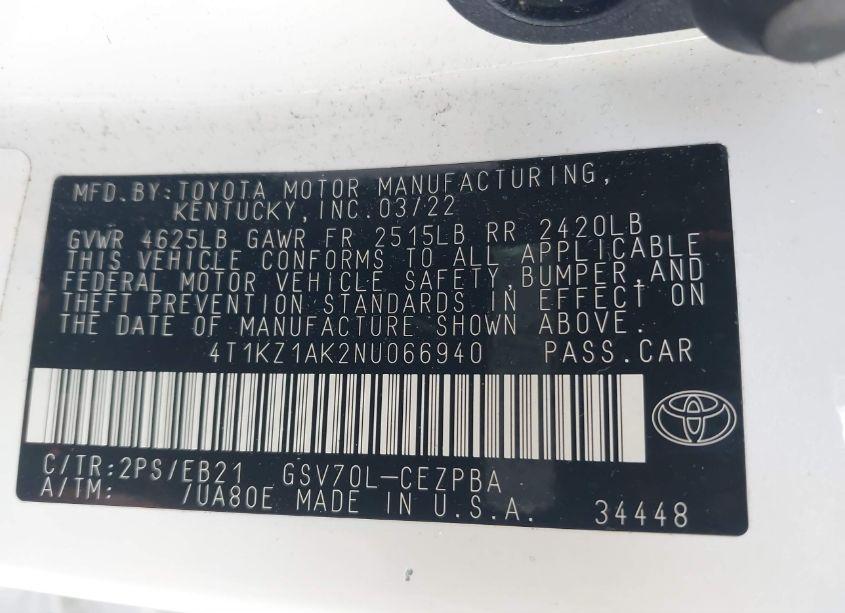 MFD.BY:TOYOTA MOTOR MANUFACTURING,
KENTUCKY,INC.03/22
GVWR 4625LB GAWR FR 2515LB RR 2420LB
THIS VEHICLE CONFORMS TO ALL APPLICABLE
FEDERAL MOTOR VEHICLE SAFETY,BUMPER,AND
THEFT PREVENTION STANDARDS IN EFFECT ON
THE DATE OF MANUFACTURE SHOWN ABOVE.
4T1KZ1AK2NU066940 PASS.CAR
C/TR:2PS/EB21 GSV70L-CEZPBA
A/TM: /UA80E MADE IN U.S.A. 34448